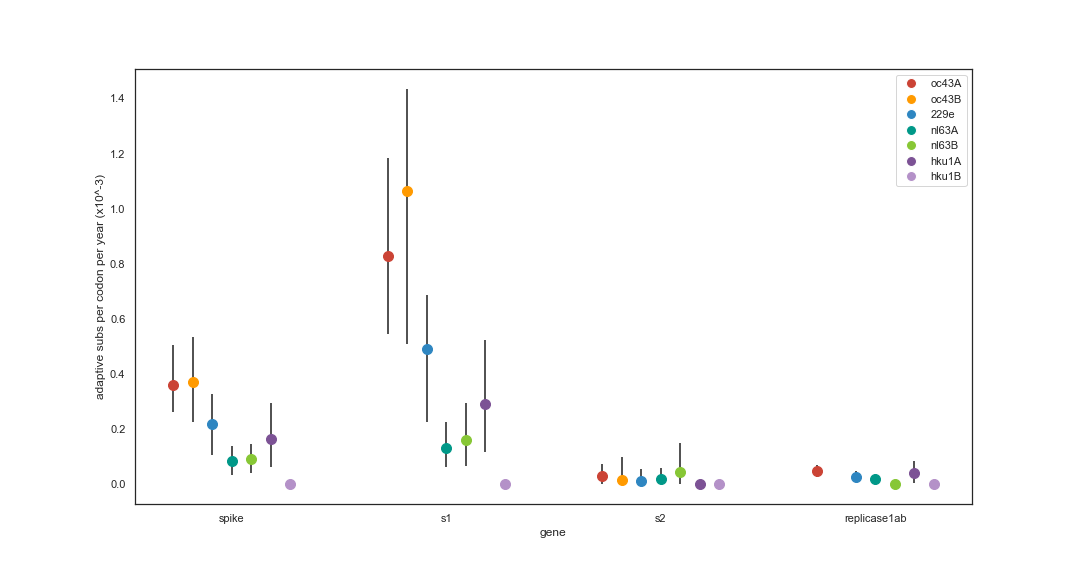 oc43A
oc43B
229e
nl63A
nl63B
hku1A
hku1B
adaptive subs per codon per year (x10^-3)
1.4
1.2
1.0
0.8
0.6
0.4
0.2
0.0
spike s1 s2 replicase1ab
gene